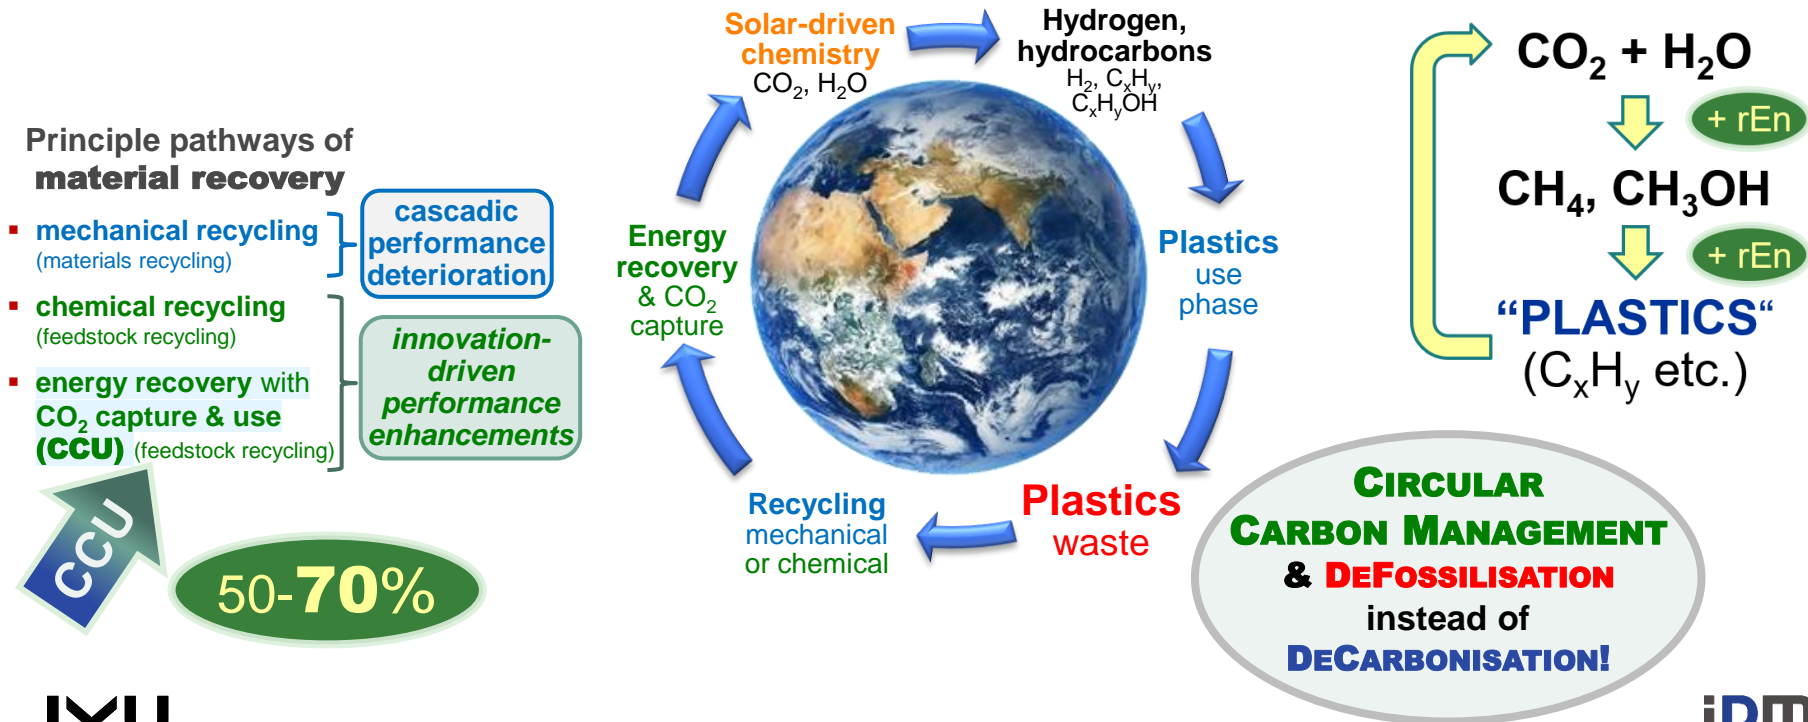 Principle pathways of
material recovery
▪ mechanical recycling
(materials recycling)
▪ chemical recycling
(feedstock recycling)
▪ energy recovery with
CO₂ capture & use
(CCU) (feedstock recycling)
cascadic
performance
deterioration
innovation-
driven
performance
enhancements
CCU
50-70%
Solar-driven
chemistry
CO₂, H₂O
Hydrogen,
hydrocarbons
H₂, CₓHᵧ,
CₓHᵧOH
Plastics
use
phase
Plastics
waste
Recycling
mechanical
or chemical
Energy
recovery
& CO₂
capture
CO₂ + H₂O
+ rEn
CH₄, CH₃OH
+ rEn
“PLASTICS“
(CₓHᵧ etc.)
CIRCULAR
CARBON MANAGEMENT
& DEFOSSILISATION
instead of
DECARBONISATION!